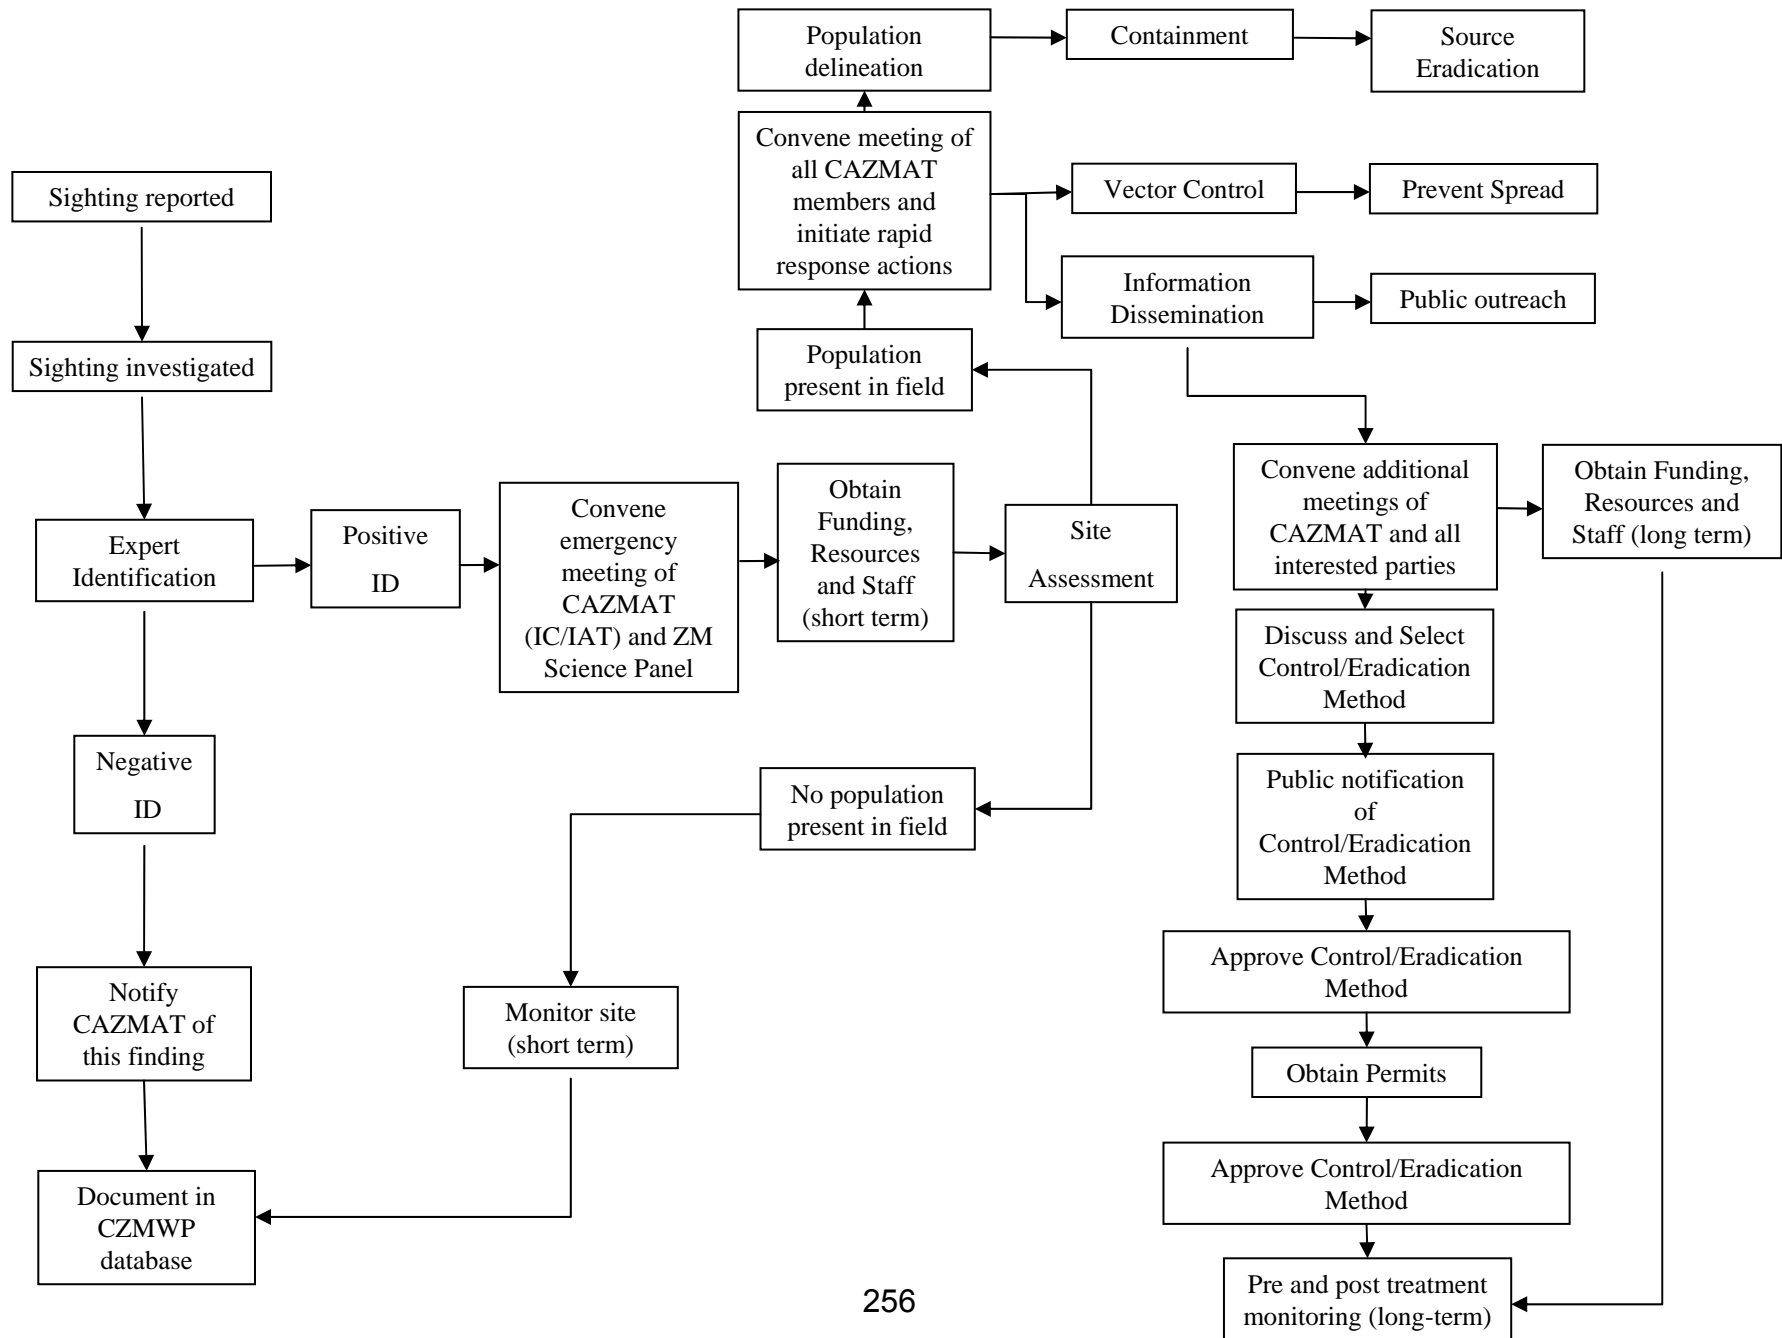 Population
delineation
Containment
Source
Eradication
Convene meeting of
all CAZMAT
members and
initiate rapid
response actions
Vector Control
Prevent Spread
Information
Dissemination
Public outreach
Sighting reported
Sighting investigated
Population
present in field
Expert
Identification
Positive
ID
Convene
emergency
meeting of
CAZMAT
(IC/IAT) and ZM
Science Panel
Obtain
Funding,
Resources
and Staff
(short term)
Site
Assessment
Convene additional
meetings of
CAZMAT and all
interested parties
Obtain Funding,
Resources and
Staff (long term)
Discuss and Select
Control/Eradication
Method
Negative
ID
No population
present in field
Public notification
of
Control/Eradication
Method
Notify
CAZMAT of
this finding
Monitor site
(short term)
Approve Control/Eradication
Method
Obtain Permits
Document in
CZMWP
database
Approve Control/Eradication
Method
Pre and post treatment
monitoring (long-term)
256